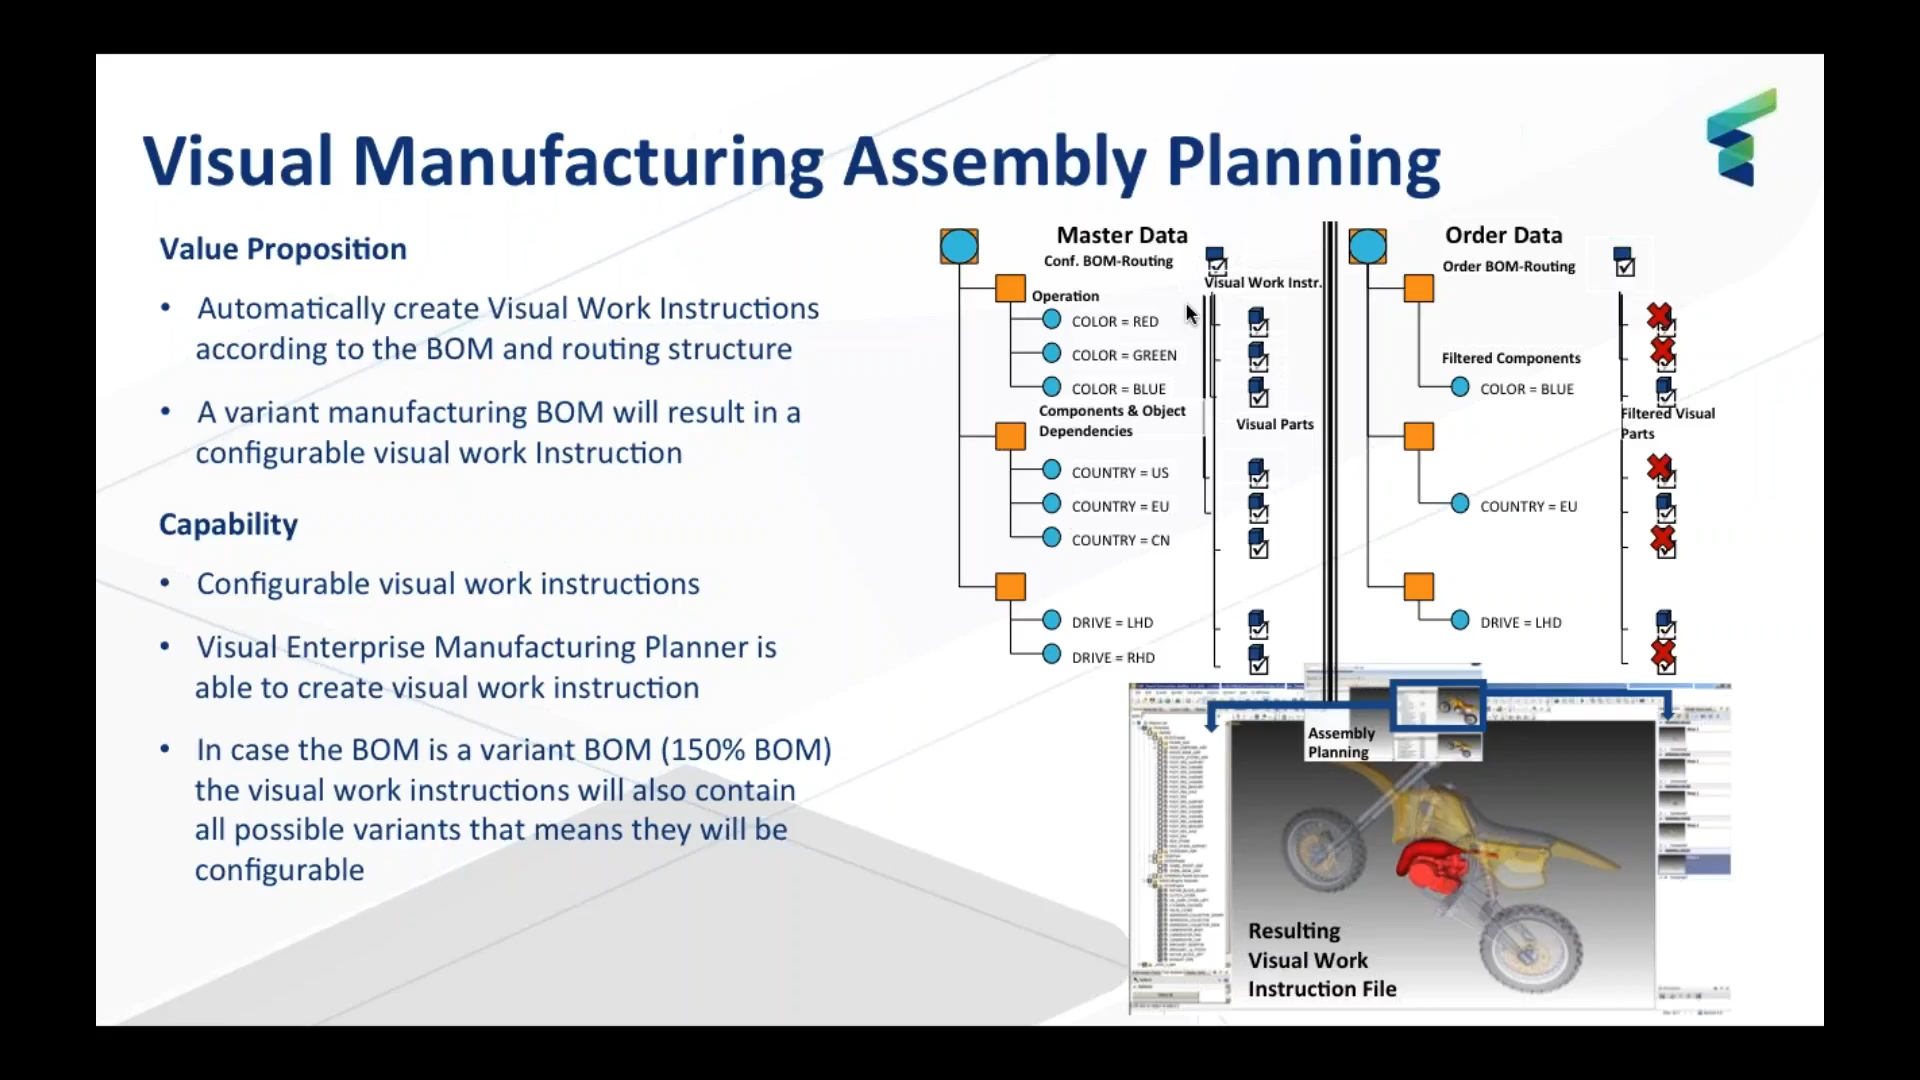 Visual Manufacturing Assembly Planning
Value Proposition
• Automatically create Visual Work Instructions
according to the BOM and routing structure
• A variant manufacturing BOM will result in a
configurable visual work Instruction
Capability
• Configurable visual work instructions
• Visual Enterprise Manufacturing Planner is
able to create visual work instruction
• In case the BOM is a variant BOM (150% BOM)
the visual work instructions will also contain
all possible variants that means they will be
configurable
Master Data
Conf. BOM-Routing
Visual Work Instr.
Operation
COLOR = RED
COLOR = GREEN
COLOR = BLUE
Components & Object
Dependencies
Visual Parts
COUNTRY = US
COUNTRY = EU
COUNTRY = CN
DRIVE = LHD
DRIVE = RHD
Order Data
Order BOM-Routing
Filtered Components
COLOR = BLUE
Filtered Visual
Parts
COUNTRY = EU
DRIVE = LHD
Assembly
Planning
Resulting
Visual Work
Instruction File